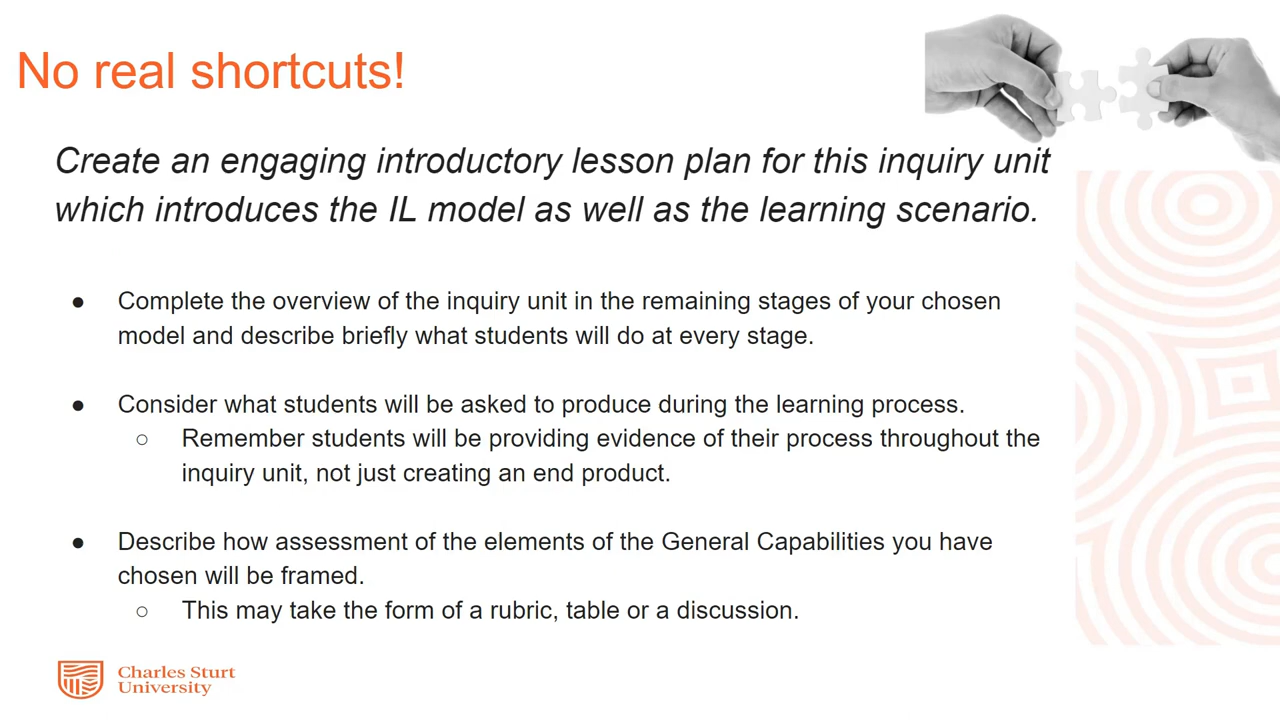 No real shortcuts!
Create an engaging introductory lesson plan for this inquiry unit
which introduces the IL model as well as the learning scenario.
● Complete the overview of the inquiry unit in the remaining stages of your chosen
model and describe briefly what students will do at every stage.
● Consider what students will be asked to produce during the learning process.
○ Remember students will be providing evidence of their process throughout the
inquiry unit, not just creating an end product.
● Describe how assessment of the elements of the General Capabilities you have
chosen will be framed.
○ This may take the form of a rubric, table or a discussion.
Charles Sturt
University